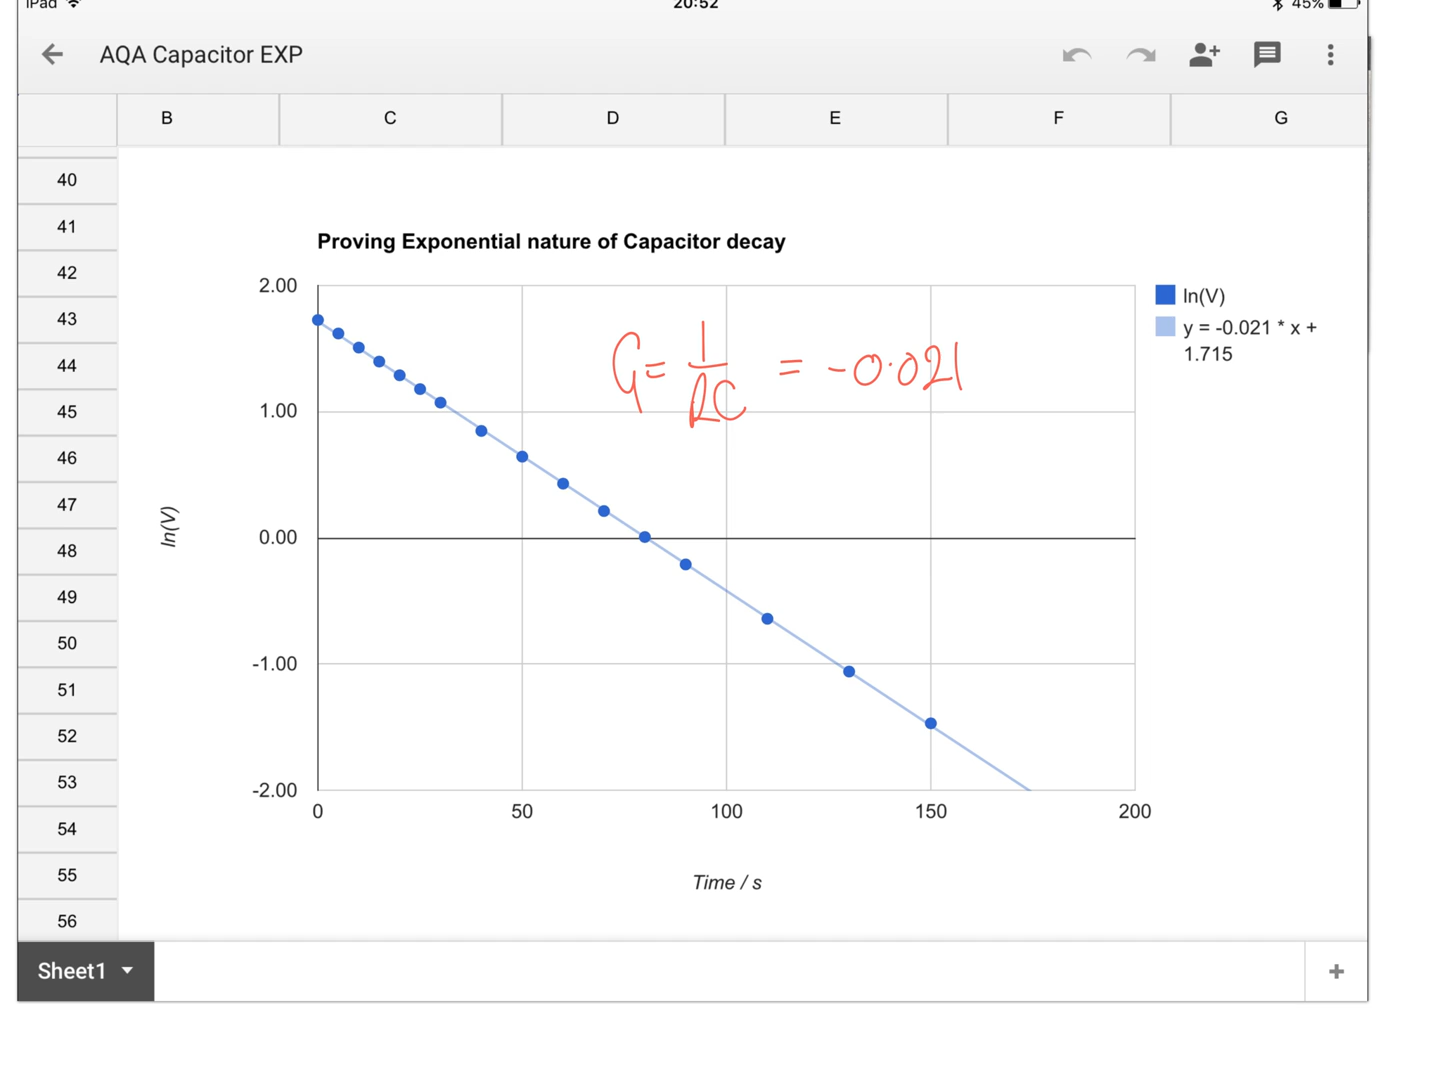 iPad 20:52 45%
AQA Capacitor EXP
B C D E F G
40
41
42
43
44
45
46
47
48
49
50
51
52
53
54
55
56
Proving Exponential nature of Capacitor decay
2.00
1.00
0.00
-1.00
-2.00
ln(V)
0 50 100 150 200
Time / s
G = 1/RC = -0.021
ln(V)
y = -0.021 * x +
1.715
Sheet1 +